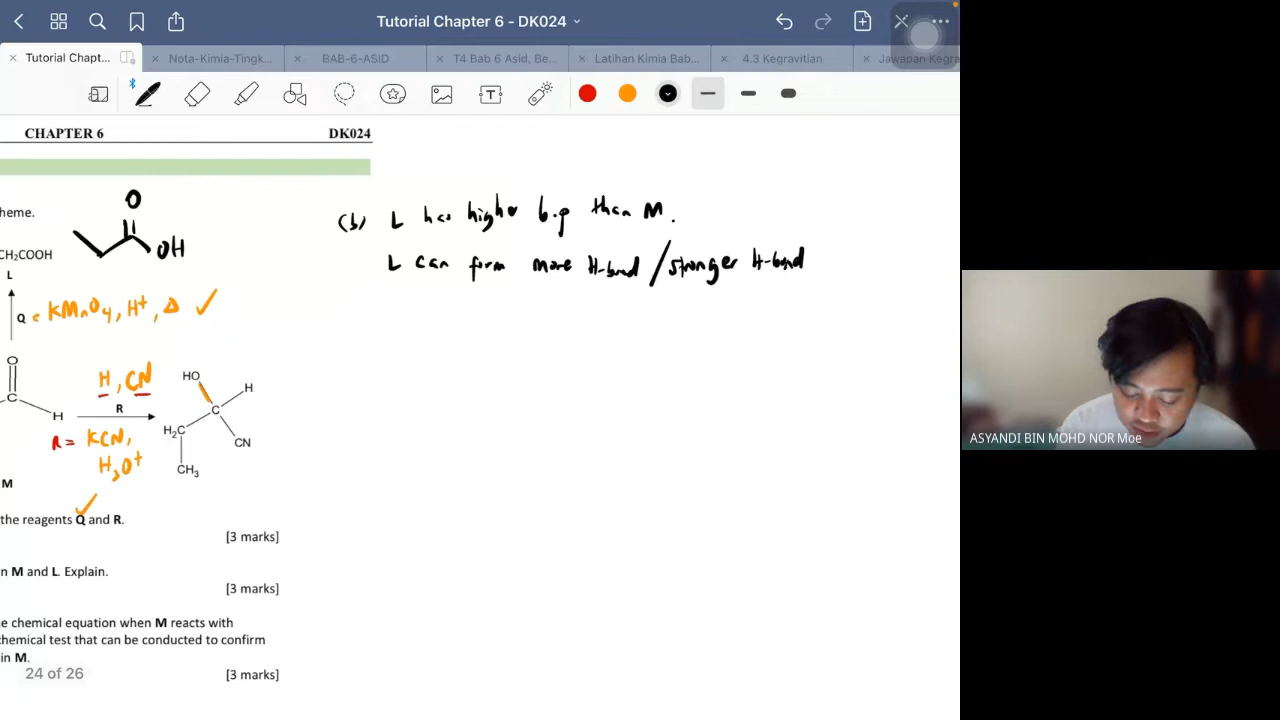 Tutorial Chapter 6 - DK024
Tutorial Chapt...
Nota-Kimia-Tingk...
BAB-6-ASID
T4 Bab 6 Asid, Be...
Latihan Kimia Bab...
4.3 Kegravitian
Jawapan Kegra
CHAPTER 6
DK024
heme.
O
OH
CH₂COOH
L
Q = KMnO4, H+, Δ ✓
(b) L has higher b.p than M.
L can form more H-bond / stronger H-bond
O
C
H
H, CN
R
R = KCN,
H3O+
HO
H
C
H₂C
CN
CH₃
M
the reagents Q and R.
[3 marks]
n M and L. Explain.
[3 marks]
e chemical equation when M reacts with
chemical test that can be conducted to confirm
in M.
[3 marks]
24 of 26
ASYANDI BIN MOHD NOR Moe